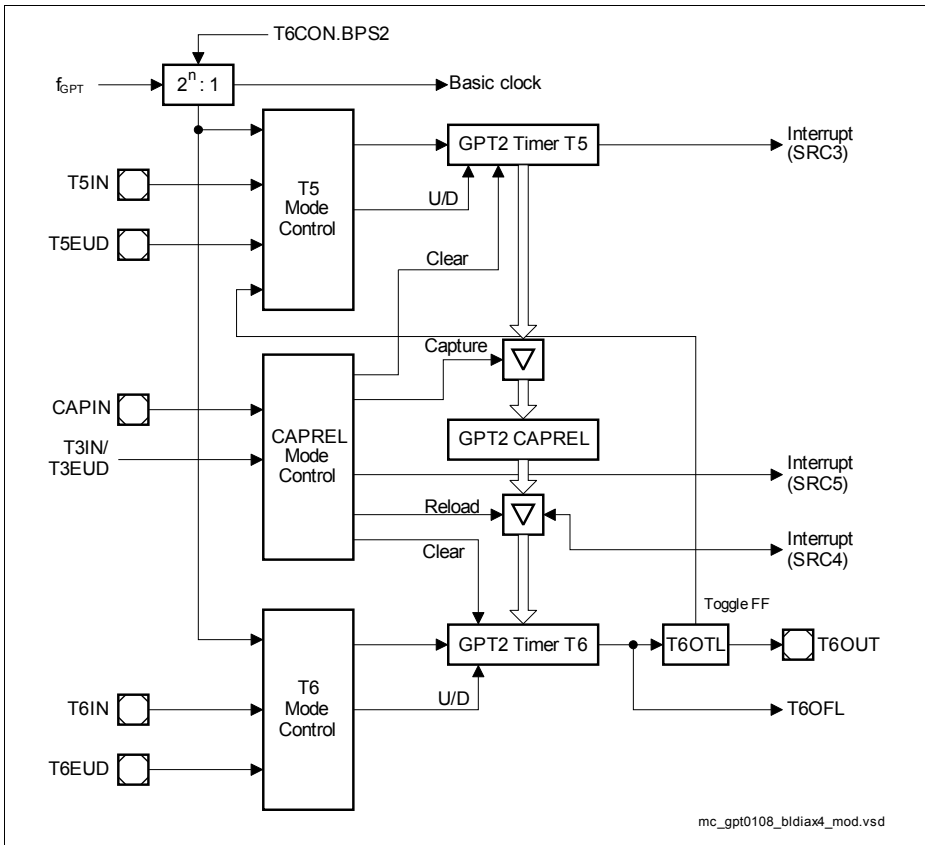 T6CON.BPS2
fGPT
2^n : 1
Basic clock
T5IN
T5EUD
T5
Mode
Control
GPT2 Timer T5
Interrupt
(SRC3)
U/D
Clear
Capture
CAPIN
T3IN/
T3EUD
CAPREL
Mode
Control
GPT2 CAPREL
Interrupt
(SRC5)
Reload
Interrupt
(SRC4)
Clear
Toggle FF
GPT2 Timer T6
T6OTL
T6OUT
T6IN
T6EUD
T6
Mode
Control
U/D
T6OFL
mc_gpt0108_bldiax4_mod.vsd